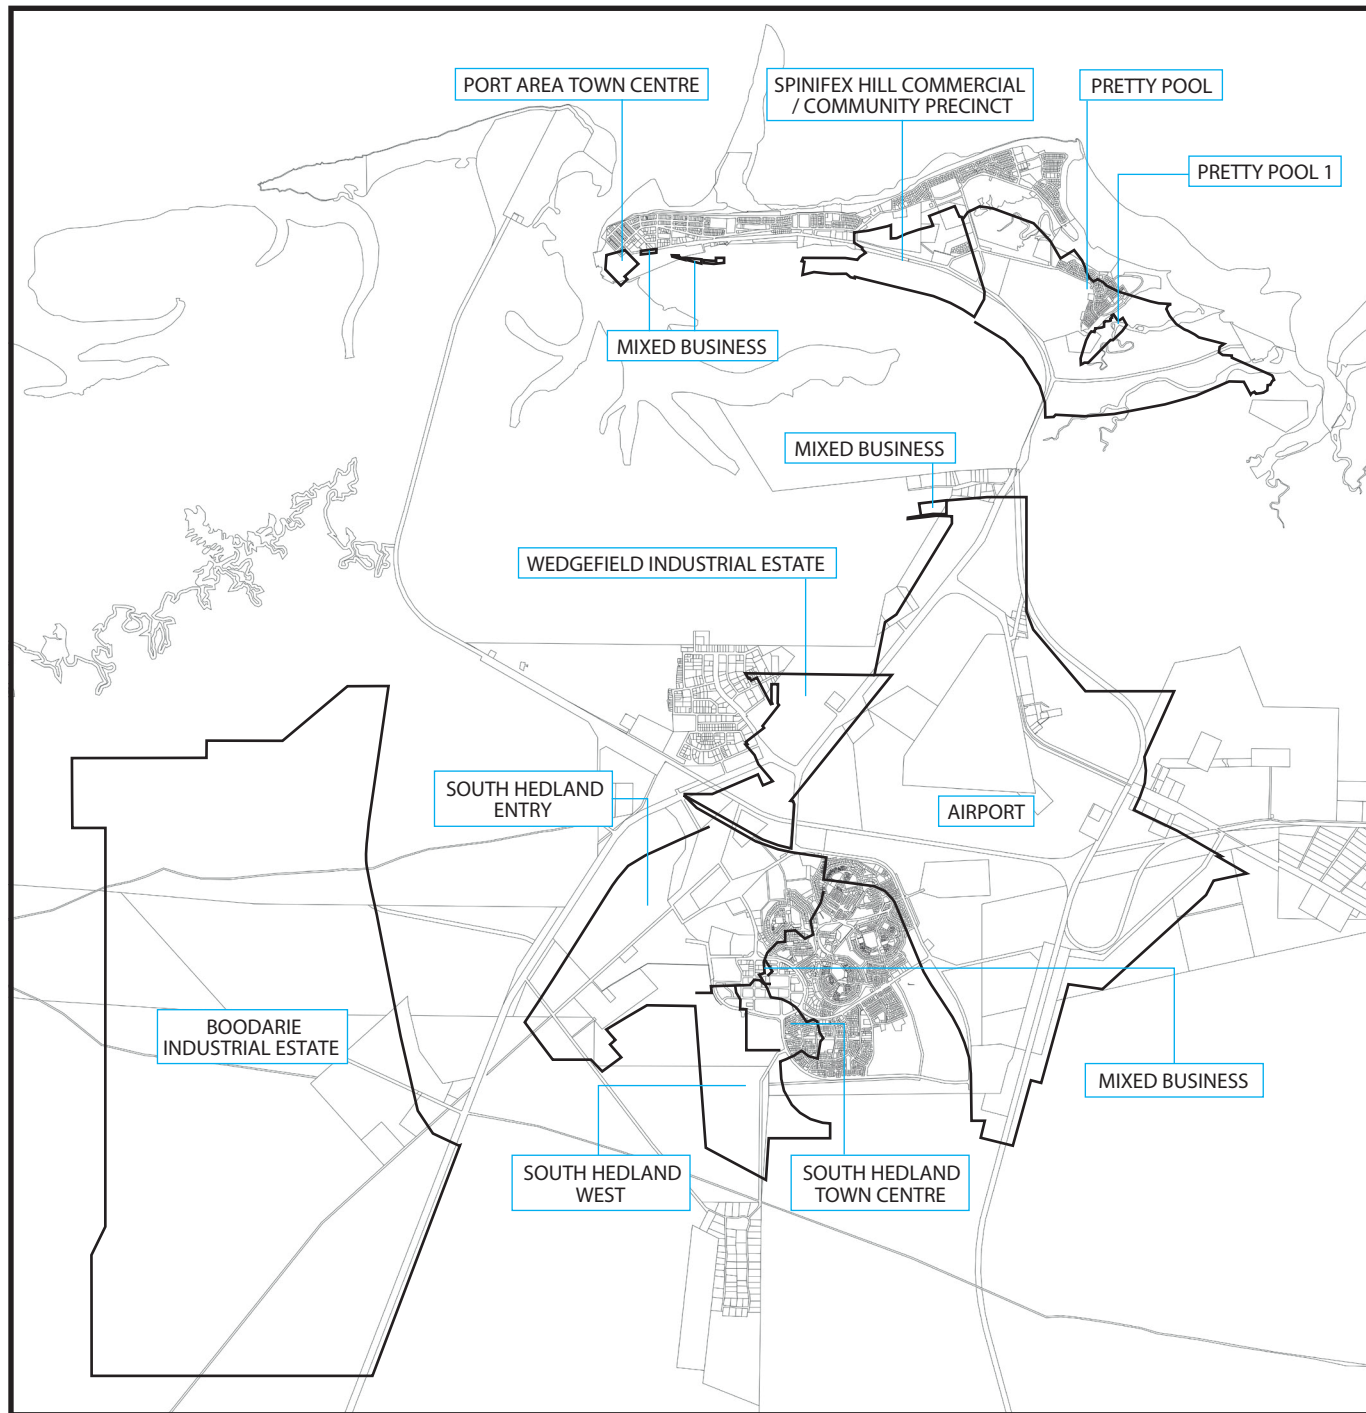 PORT AREA TOWN CENTRE
SPINIFEX HILL COMMERCIAL
/ COMMUNITY PRECINCT
PRETTY POOL
PRETTY POOL 1
MIXED BUSINESS
MIXED BUSINESS
WEDGEFIELD INDUSTRIAL ESTATE
SOUTH HEDLAND
ENTRY
AIRPORT
BOODARIE
INDUSTRIAL ESTATE
MIXED BUSINESS
SOUTH HEDLAND
WEST
SOUTH HEDLAND
TOWN CENTRE